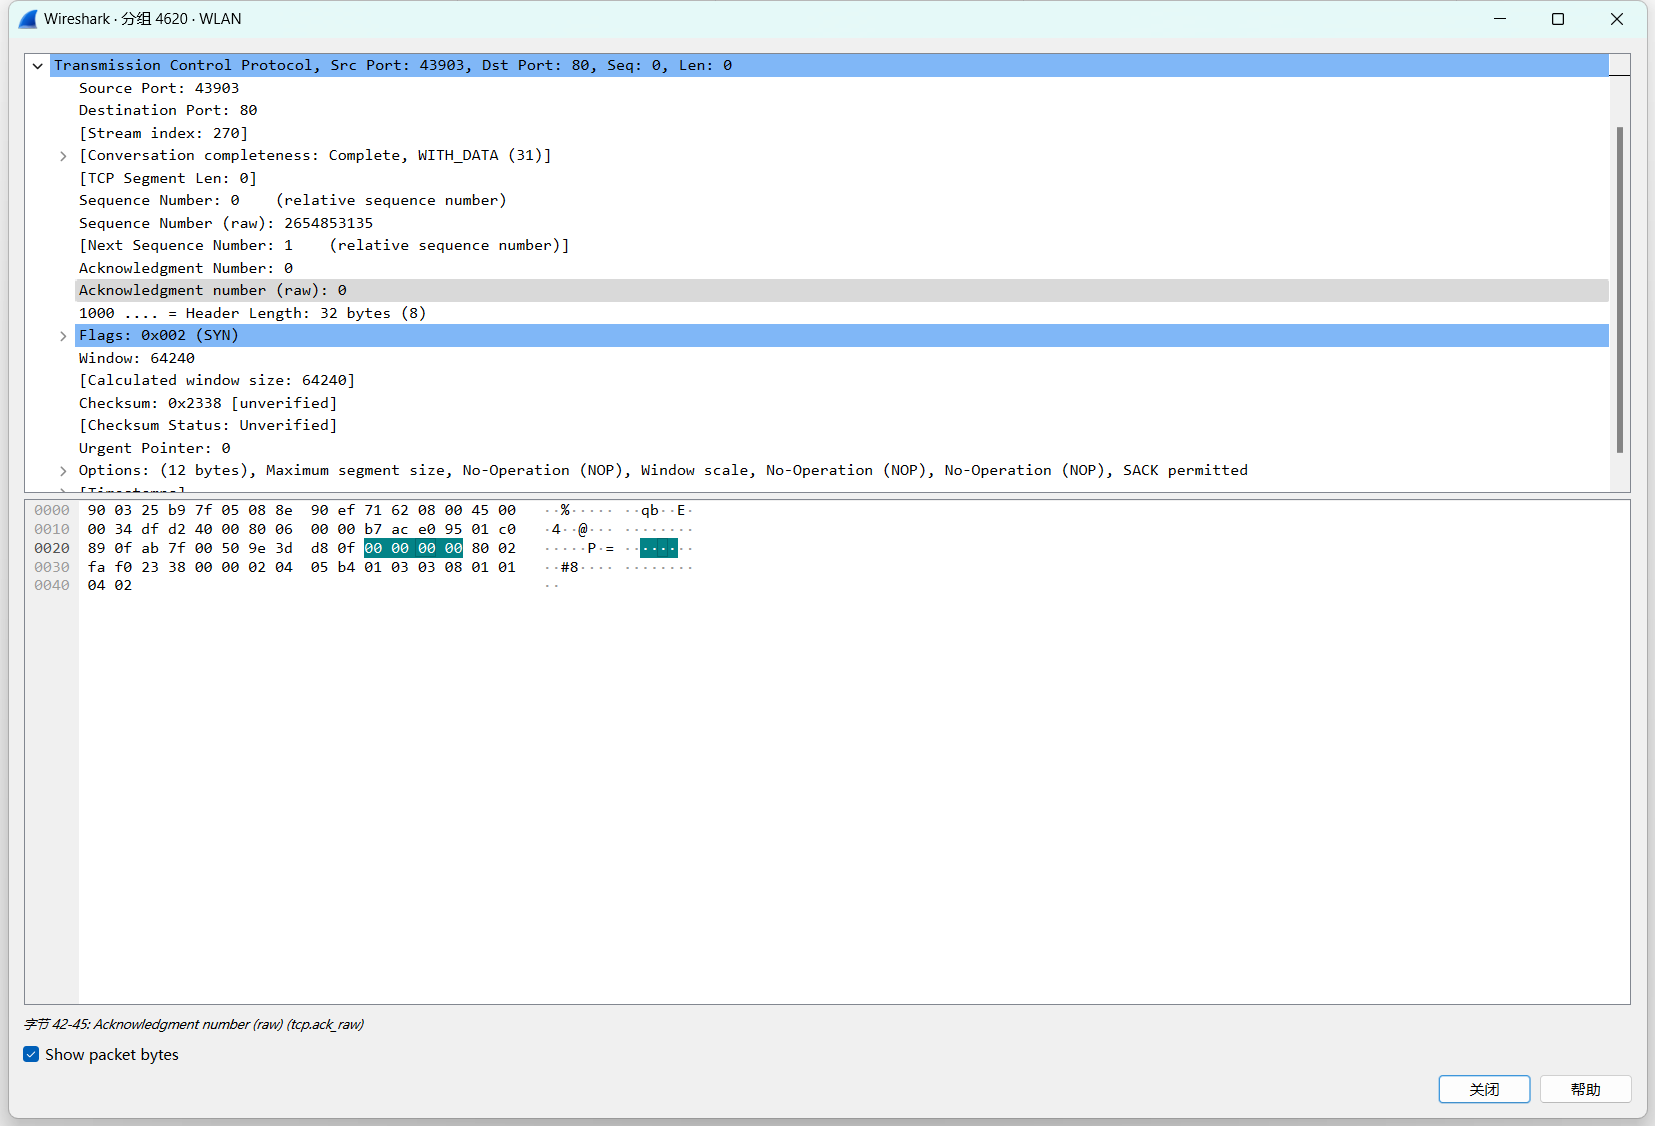 Wireshark · 分组 4620 · WLAN
Transmission Control Protocol, Src Port: 43903, Dst Port: 80, Seq: 0, Len: 0
Source Port: 43903
Destination Port: 80
[Stream index: 270]
[Conversation completeness: Complete, WITH_DATA (31)]
[TCP Segment Len: 0]
Sequence Number: 0    (relative sequence number)
Sequence Number (raw): 2654853135
[Next Sequence Number: 1    (relative sequence number)]
Acknowledgment Number: 0
Acknowledgment number (raw): 0
1000 .... = Header Length: 32 bytes (8)
Flags: 0x002 (SYN)
Window: 64240
[Calculated window size: 64240]
Checksum: 0x2338 [unverified]
[Checksum Status: Unverified]
Urgent Pointer: 0
Options: (12 bytes), Maximum segment size, No-Operation (NOP), Window scale, No-Operation (NOP), No-Operation (NOP), SACK permitted
[Timestamps]
0000 90 03 25 b9 7f 05 08 8e 90 ef 71 62 08 00 45 00 ··%····· ··qb··E·
0010 00 34 df d2 40 00 80 06 00 00 b7 ac e0 95 01 c0 ·4··@··· ········
0020 89 0f ab 7f 00 50 9e 3d d8 0f 00 00 00 00 80 02 ·····P·= ········
0030 fa f0 23 38 00 00 02 04 05 b4 01 03 03 08 01 01 ··#8···· ········
0040 04 02 ··
字节 42-45: Acknowledgment number (raw) (tcp.ack_raw)
Show packet bytes
关闭 帮助